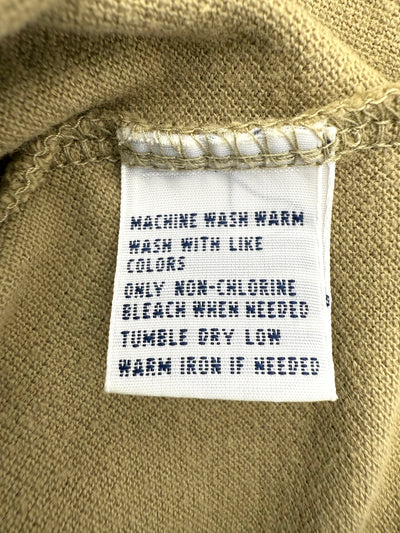 MACHINE WASH WARM
WASH WITH LIKE
COLORS
ONLY NON-CHLORINE
BLEACH WHEN NEEDED
TUMBLE DRY LOW
WARM IRON IF NEEDED